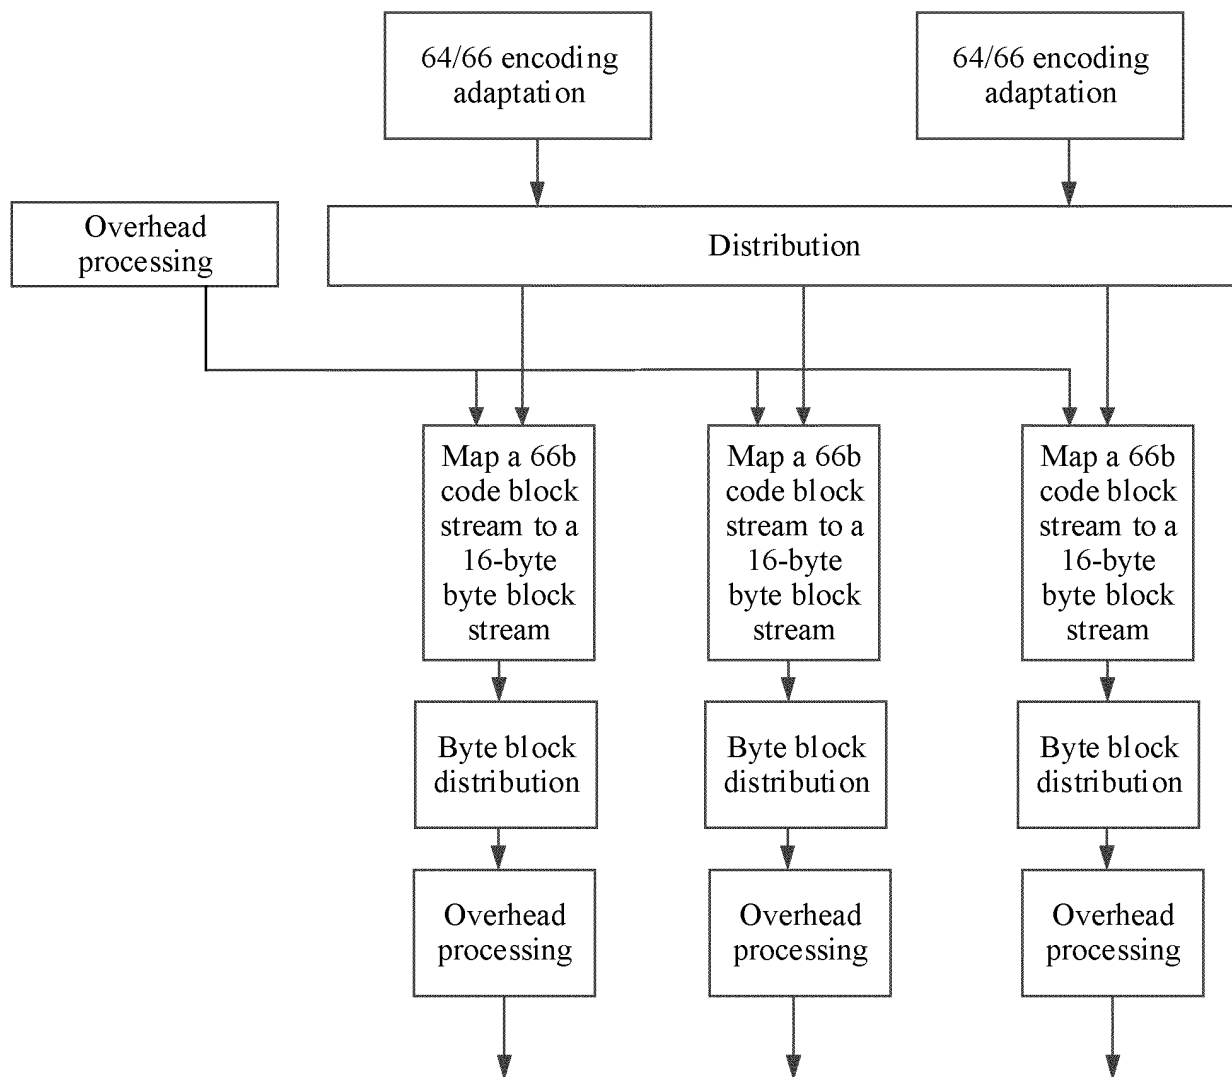 64/66 encoding
adaptation
64/66 encoding
adaptation
Overhead
processing
Distribution
Map a 66b
code block
stream to a
16-byte
byte block
stream
Map a 66b
code block
stream to a
16-byte
byte block
stream
Map a 66b
code block
stream to a
16-byte
byte block
stream
Byte block
distribution
Byte block
distribution
Byte block
distribution
Overhead
processing
Overhead
processing
Overhead
processing